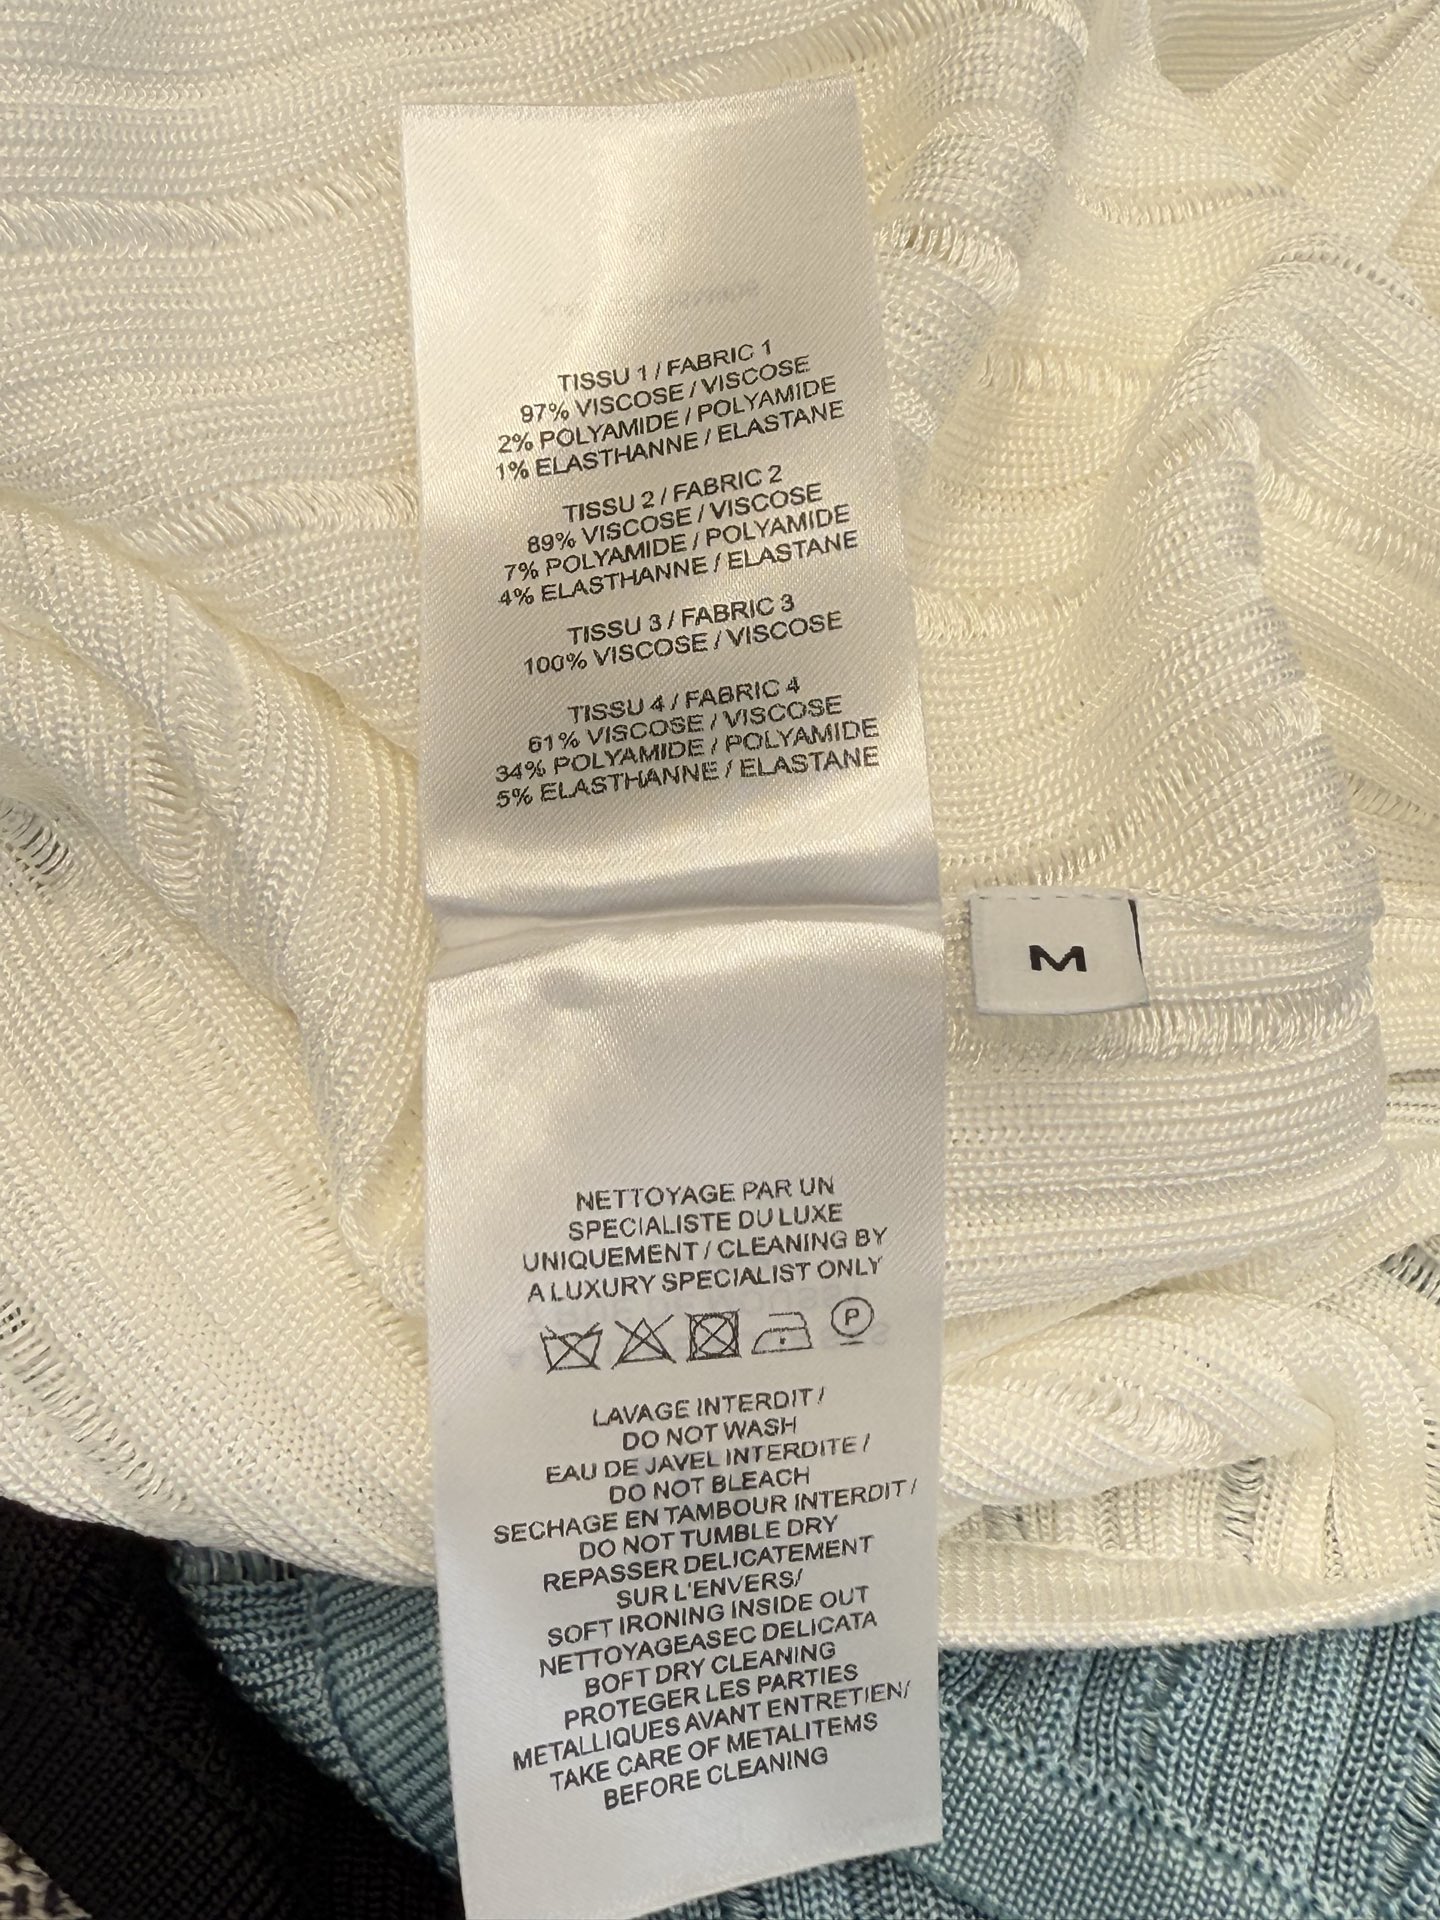 TISSU 1 / FABRIC 1
97% VISCOSE / VISCOSE
2% POLYAMIDE / POLYAMIDE
1% ELASTHANNE / ELASTANE
TISSU 2 / FABRIC 2
89% VISCOSE / VISCOSE
7% POLYAMIDE / POLYAMIDE
4% ELASTHANNE / ELASTANE
TISSU 3 / FABRIC 3
100% VISCOSE / VISCOSE
TISSU 4 / FABRIC 4
61% VISCOSE / VISCOSE
34% POLYAMIDE / POLYAMIDE
5% ELASTHANNE / ELASTANE
M
NETTOYAGE PAR UN
SPECIALISTE DU LUXE
UNIQUEMENT / CLEANING BY
A LUXURY SPECIALIST ONLY
P
LAVAGE INTERDIT /
DO NOT WASH
EAU DE JAVEL INTERDITE /
DO NOT BLEACH
SECHAGE EN TAMBOUR INTERDIT /
DO NOT TUMBLE DRY
REPASSER DELICATEMENT
SUR L'ENVERS/
SOFT IRONING INSIDE OUT
NETTOYAGEASEC DELICATA
BOFT DRY CLEANING
PROTEGER LES PARTIES
METALLIQUES AVANT ENTRETIEN/
TAKE CARE OF METALITEMS
BEFORE CLEANING